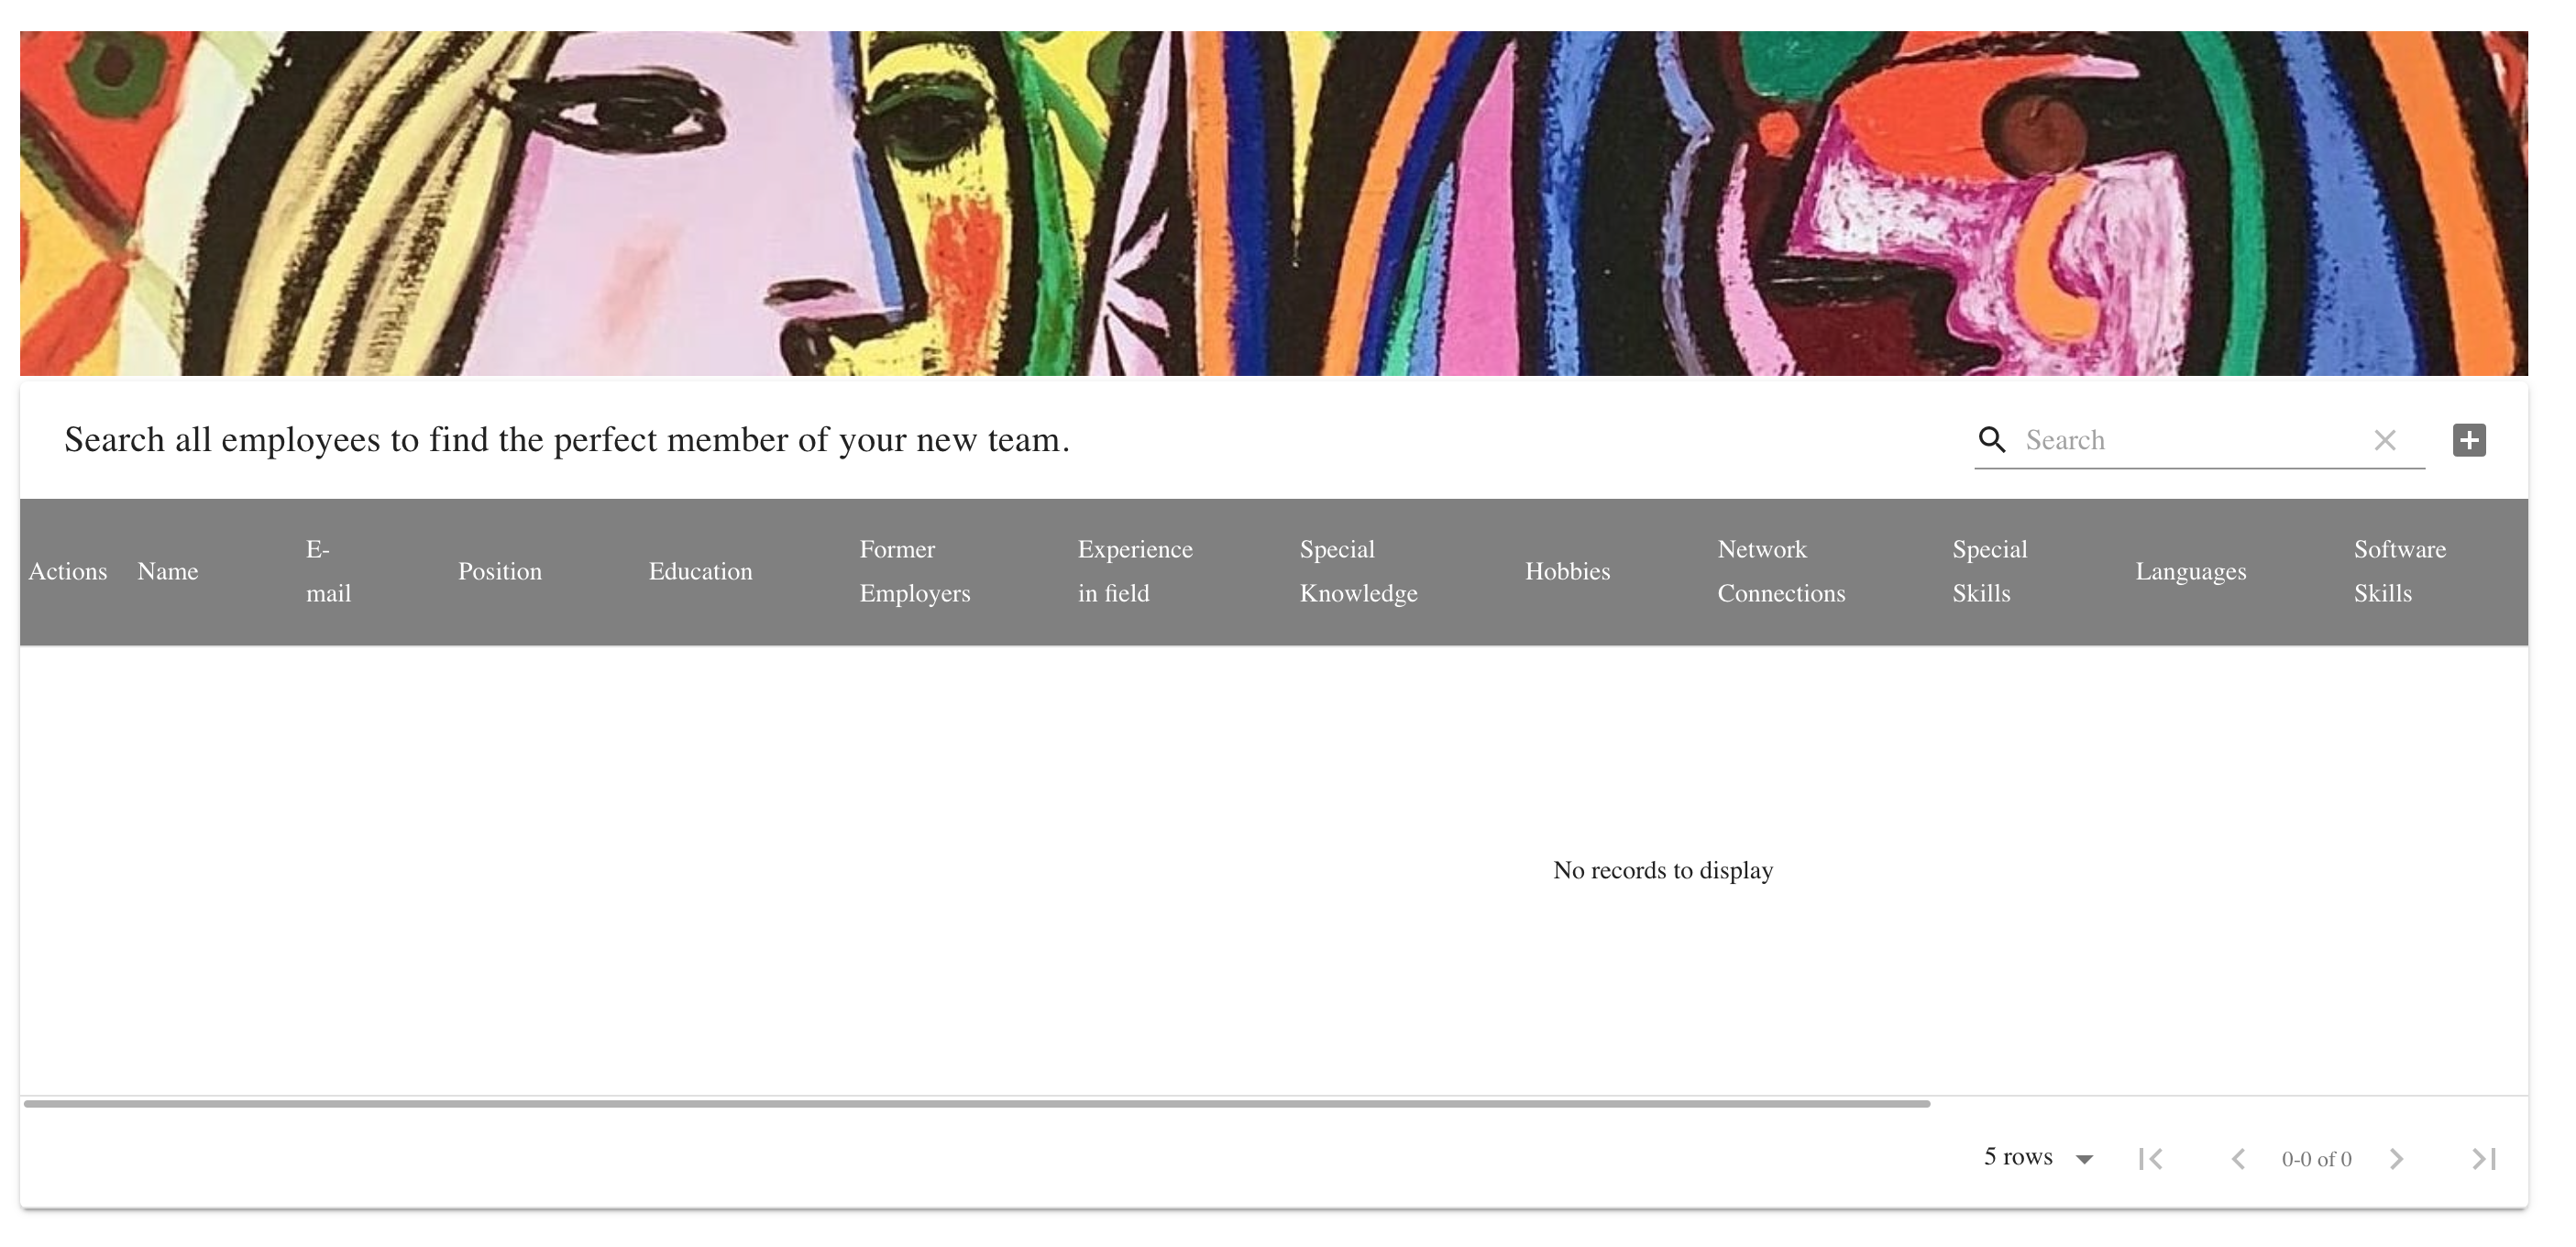 Search all employees to find the perfect member of your new team.
Search
Actions
Name
E-
mail
Position
Education
Former
Employers
Experience
in field
Special
Knowledge
Hobbies
Network
Connections
Special
Skills
Languages
Software
Skills
No records to display
5 rows
0-0 of 0